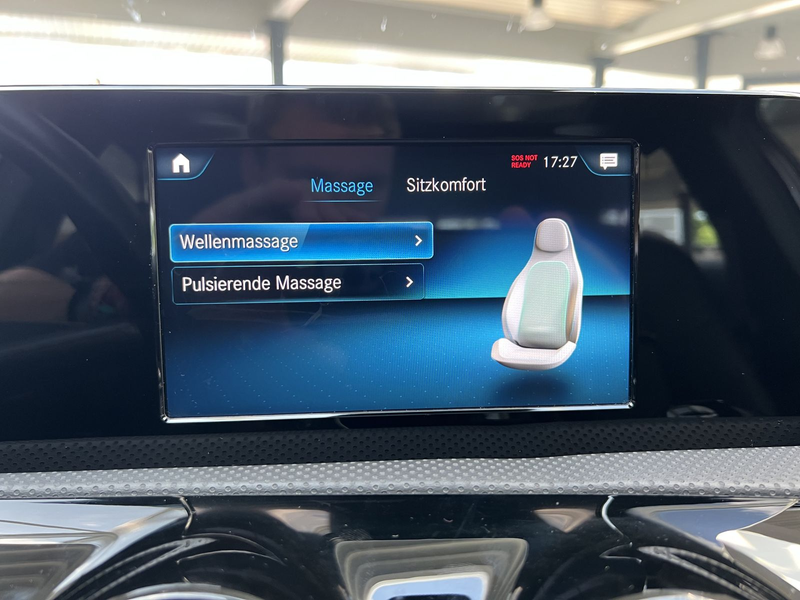 SOS NOT
READY 17:27
Massage Sitzkomfort
Wellenmassage
Pulsierende Massage